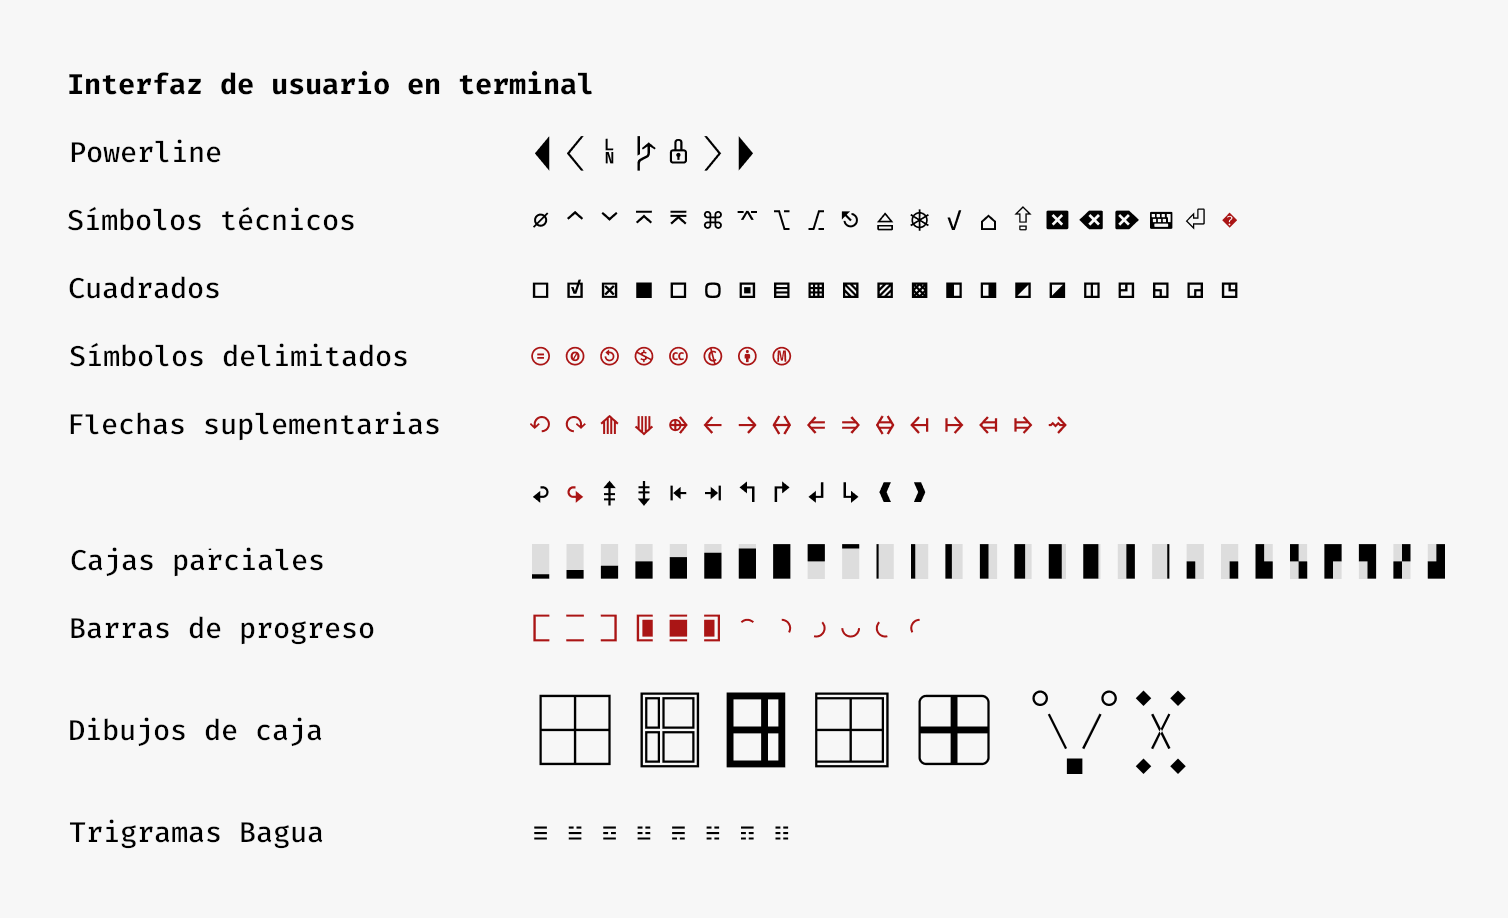 Interfaz de usuario en terminal
Powerline
Símbolos técnicos
Cuadrados
Símbolos delimitados
Flechas suplementarias
Cajas parciales
Barras de progreso
Dibujos de caja
Trigramas Bagua ☰ ☱ ☲ ☳ ☴ ☵ ☶ ☷